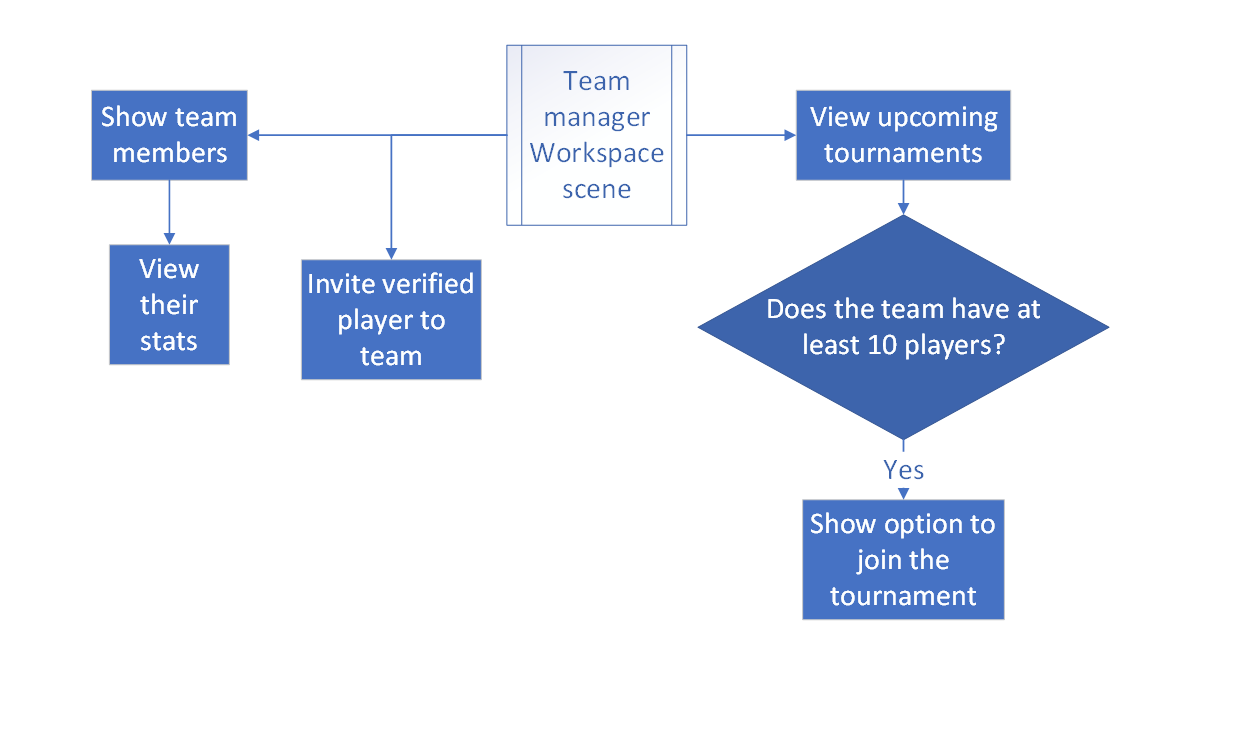 Team
manager
Workspace
scene
Show team
members
View upcoming
tournaments
View
their
stats
Invite verified
player to
team
Does the team have at
least 10 players?
Yes
Show option to
join the
tournament